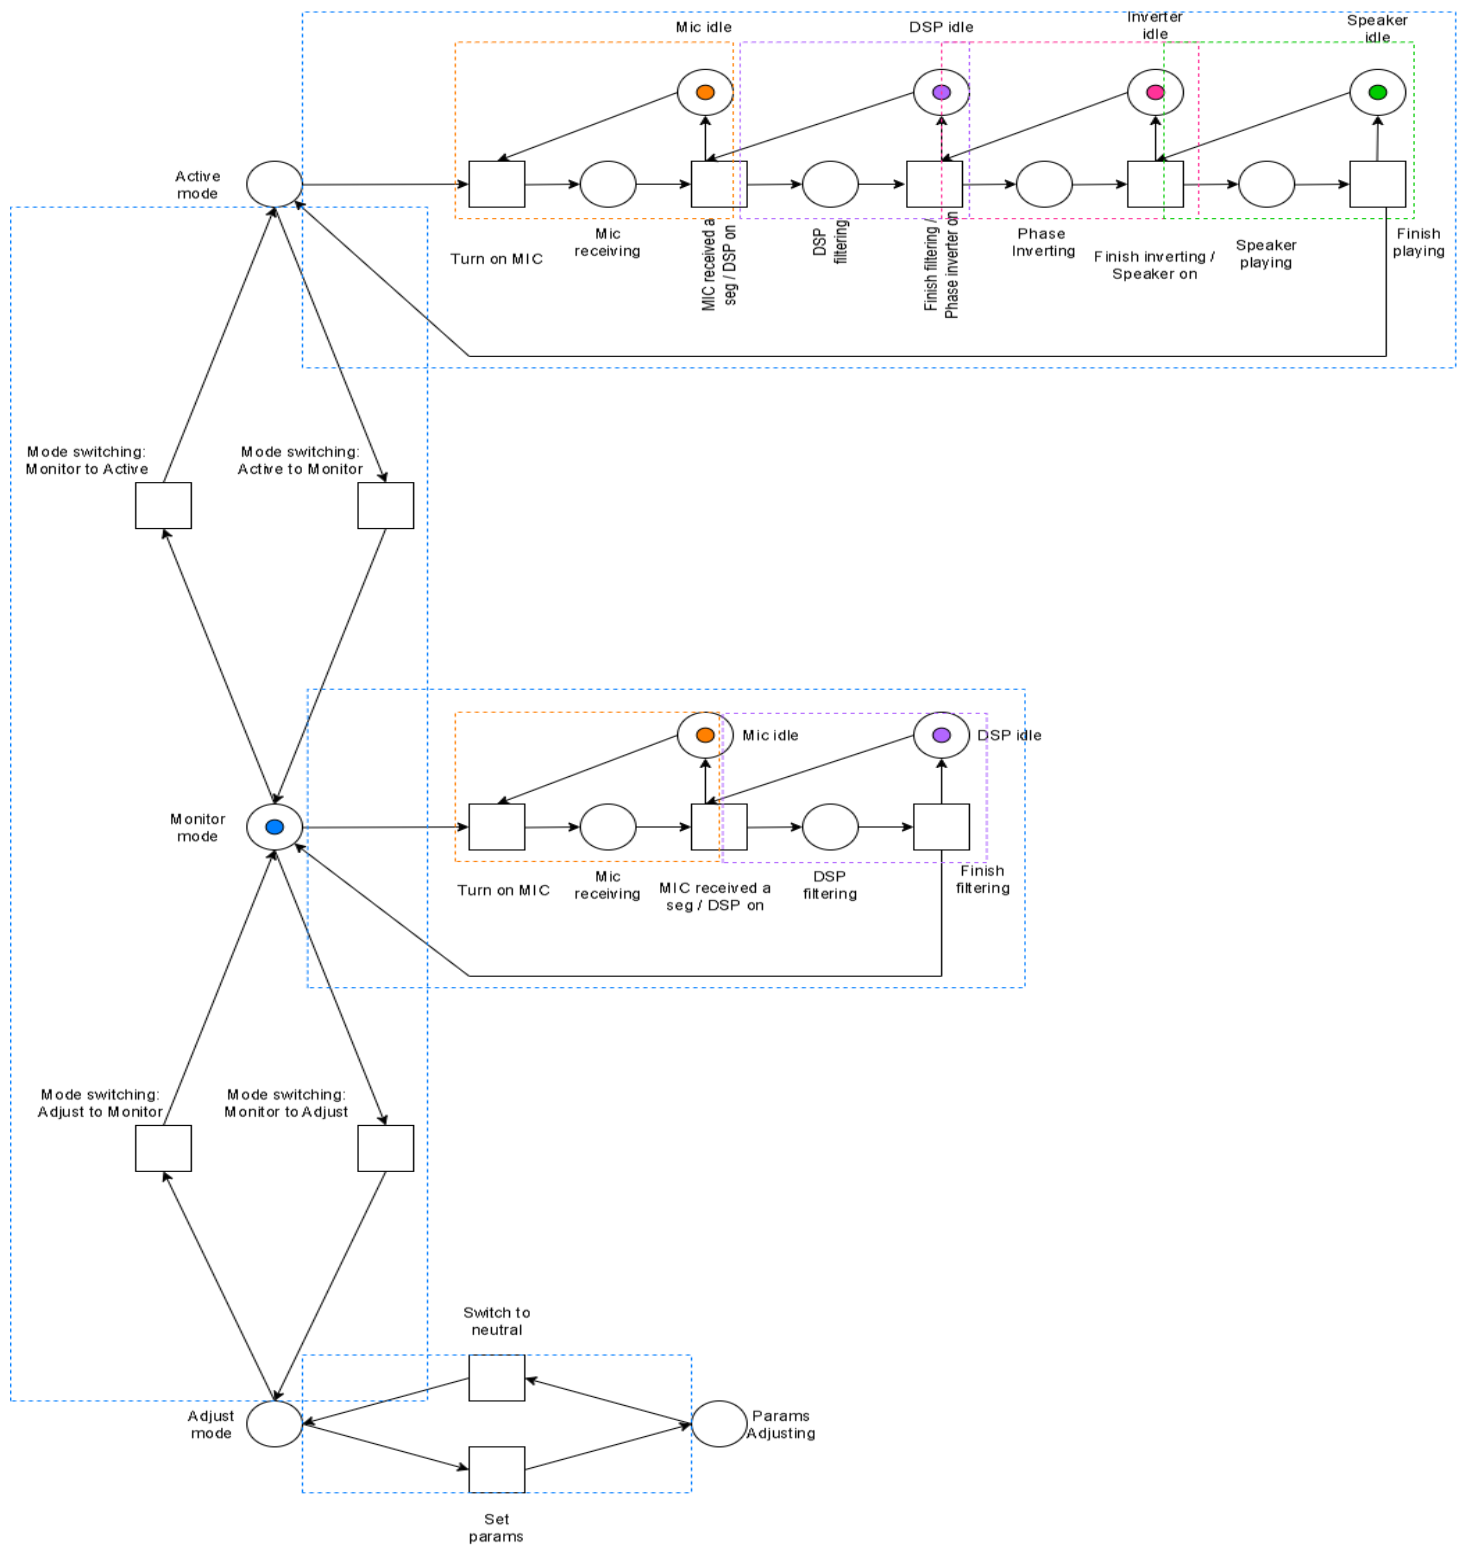 Mic idle
DSP idle
Inverter
idle
Speaker
idle
Active
mode
Turn on MIC
Mic
receiving
MIC received a
seg / DSP on
DSP
filtering
Finish filtering /
Phase inverter on
Phase
Inverting
Finish inverting /
Speaker on
Speaker
playing
Finish
playing
Mode switching:
Monitor to Active
Mode switching:
Active to Monitor
Mic idle
DSP idle
Monitor
mode
Turn on MIC
Mic
receiving
MIC received a
seg / DSP on
DSP
filtering
Finish
filtering
Mode switching:
Adjust to Monitor
Mode switching:
Monitor to Adjust
Switch to
neutral
Adjust
mode
Params
Adjusting
Set
params